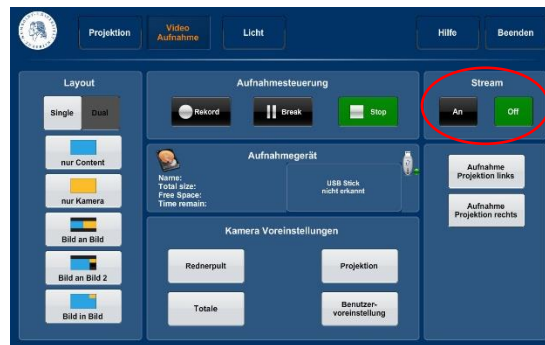 Projektion
Video
Aufnahme
Licht
Hilfe
Beenden
Layout
Single
Dual
nur Content
nur Kamera
Bild an Bild
Bild an Bild 2
Bild in Bild
Aufnahmesteuerung
Rekord
Break
Stop
Aufnahmegerät
Name:
Total size:
Free Space:
Time remain:
USB Stick
nicht erkannt
Kamera Voreinstellungen
Rednerpult
Projektion
Totale
Benutzer-
voreinstellung
Stream
An
Off
Aufnahme
Projektion links
Aufnahme
Projektion rechts